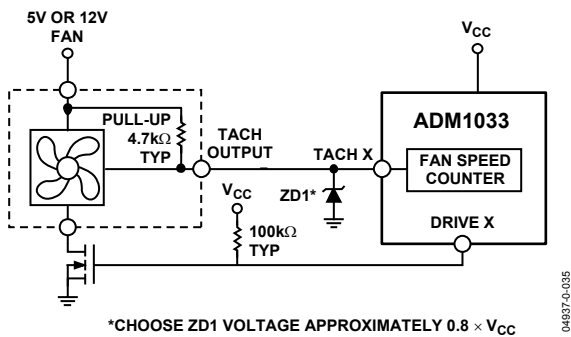 5V OR 12V
FAN
VCC
PULL-UP
4.7kΩ
TYP
TACH
OUTPUT
TACH X
ADM1033
FAN SPEED
COUNTER
ZD1*
VCC
100kΩ
TYP
DRIVE X
*CHOOSE ZD1 VOLTAGE APPROXIMATELY 0.8 × VCC
04937-0-035